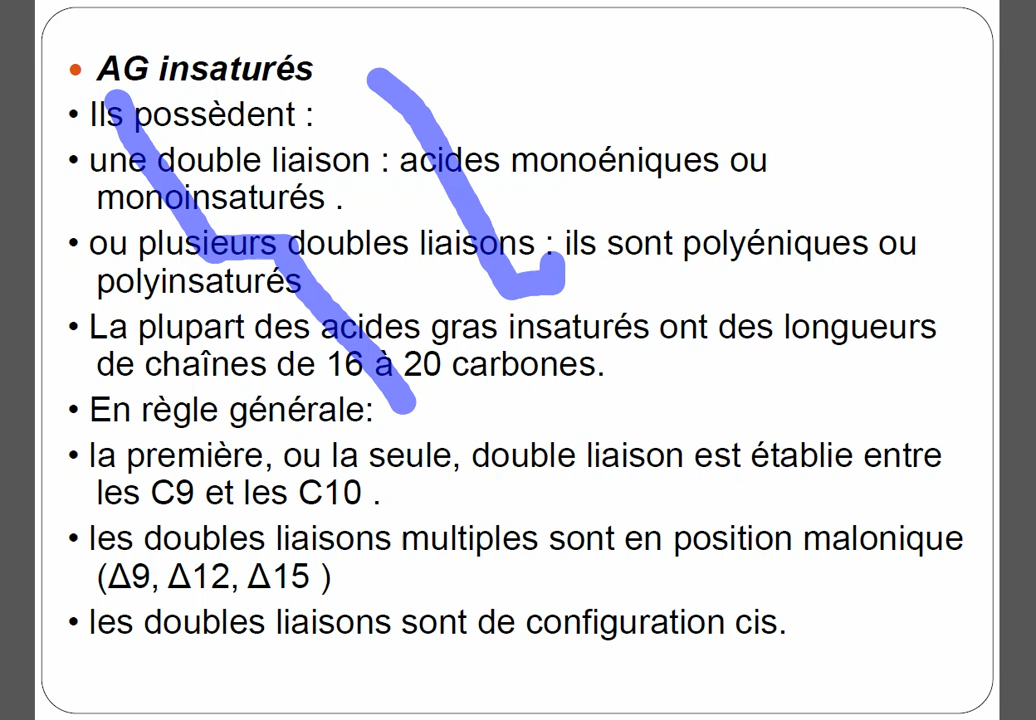 • AG insaturés
• Ils possèdent :
• une double liaison : acides monoéniques ou
monoinsaturés .
• ou plusieurs doubles liaisons : ils sont polyéniques ou
polyinsaturés
• La plupart des acides gras insaturés ont des longueurs
de chaînes de 16 à 20 carbones.
• En règle générale:
• la première, ou la seule, double liaison est établie entre
les C9 et les C10 .
• les doubles liaisons multiples sont en position malonique
(Δ9, Δ12, Δ15 )
• les doubles liaisons sont de configuration cis.